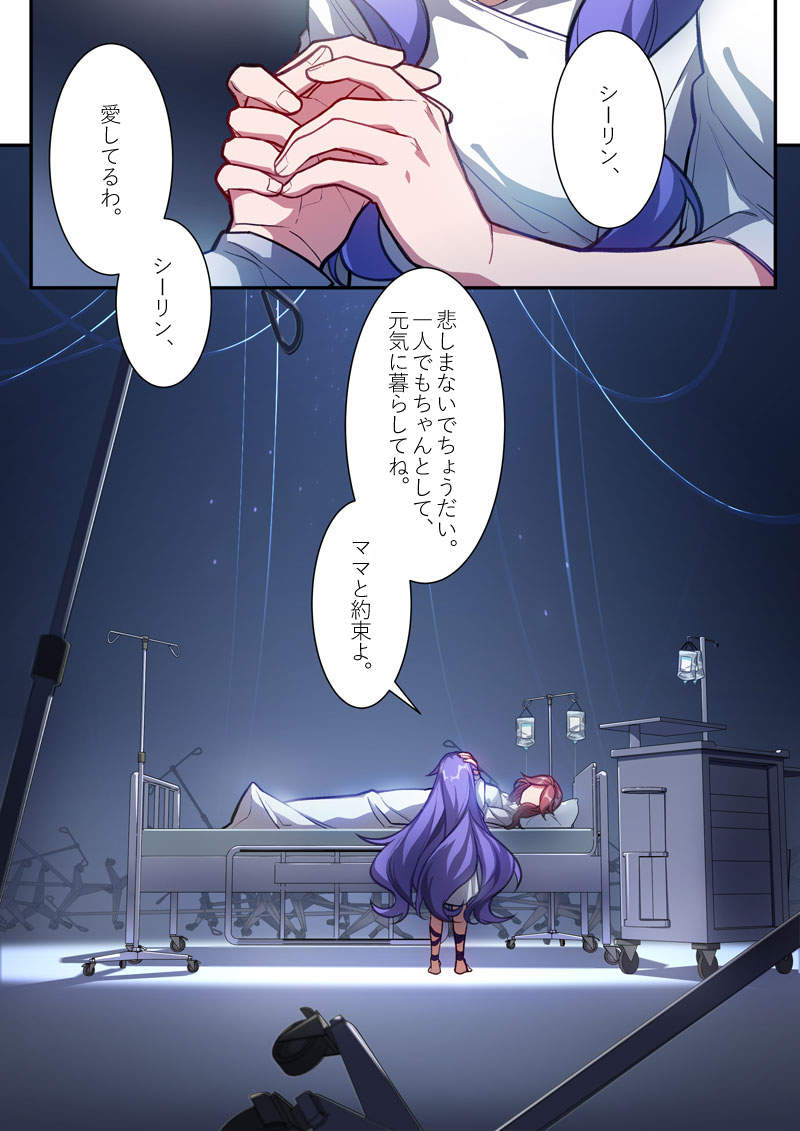 シーリン、
愛してるわ。
シーリン、
悲しまないでちょうだい。
一人でもちゃんとして、
元気に暮らしてね。
ママと約束よ。